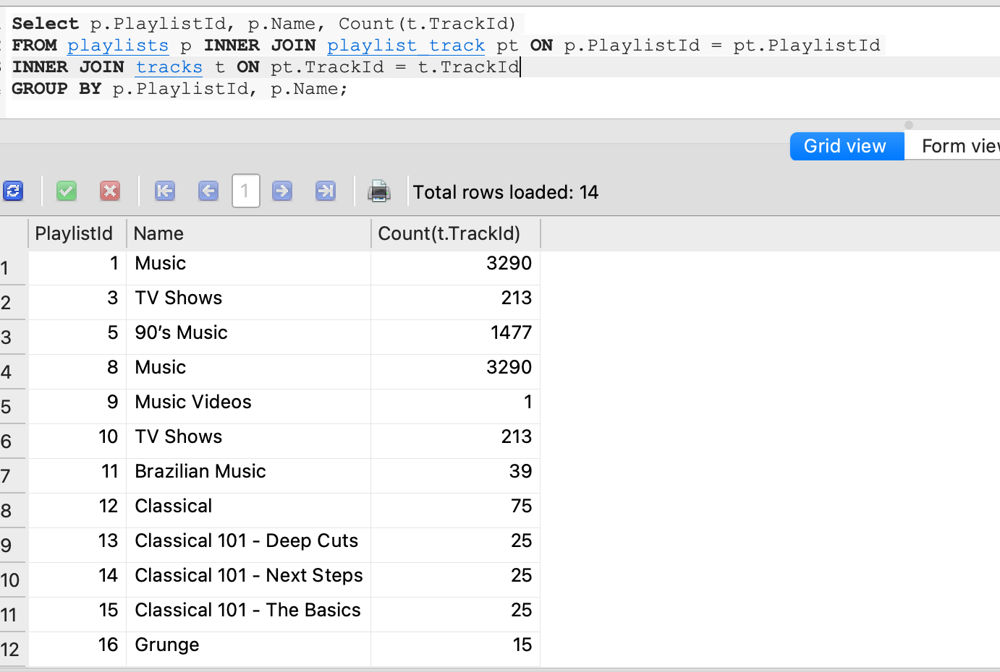 Select p.PlaylistId, p.Name, Count(t.TrackId)
FROM playlists p INNER JOIN playlist_track pt ON p.PlaylistId = pt.PlaylistId
INNER JOIN tracks t ON pt.TrackId = t.TrackId
GROUP BY p.PlaylistId, p.Name;
Grid view Form vie
1 Total rows loaded: 14
PlaylistId Name Count(t.TrackId)
1 1 Music 3290
2 3 TV Shows 213
3 5 90's Music 1477
4 8 Music 3290
5 9 Music Videos 1
6 10 TV Shows 213
7 11 Brazilian Music 39
8 12 Classical 75
9 13 Classical 101 - Deep Cuts 25
10 14 Classical 101 - Next Steps 25
11 15 Classical 101 - The Basics 25
12 16 Grunge 15